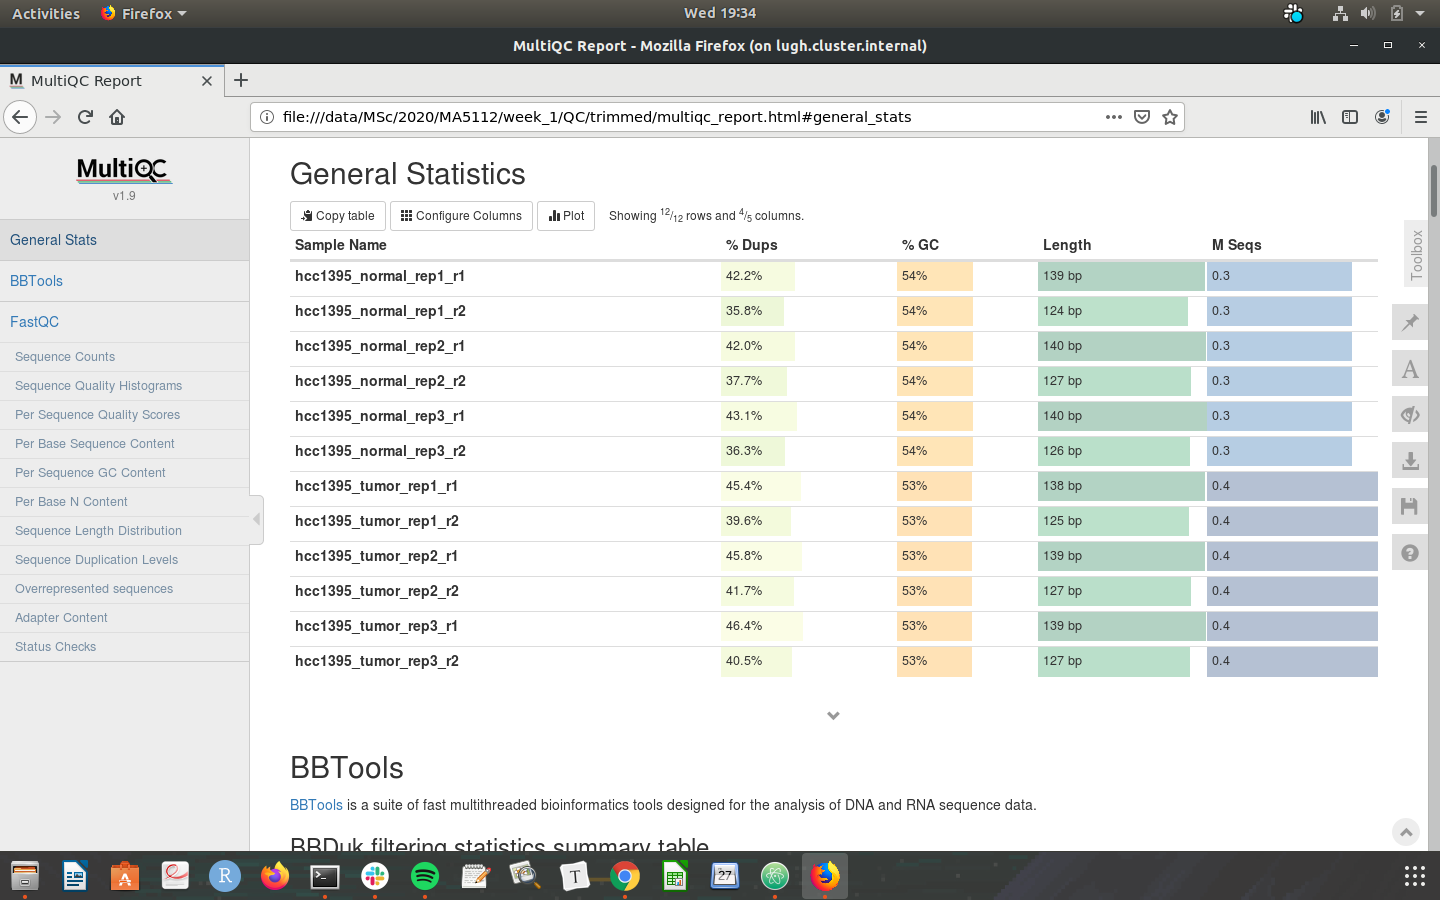 Activities Firefox Wed 19:34
MultiQC Report - Mozilla Firefox (on lugh.cluster.internal)
MultiQC Report
file:///data/MSc/2020/MA5112/week_1/QC/trimmed/multiqc_report.html#general_stats
MultiQC
v1.9
General Stats
BBTools
FastQC
Sequence Counts
Sequence Quality Histograms
Per Sequence Quality Scores
Per Base Sequence Content
Per Sequence GC Content
Per Base N Content
Sequence Length Distribution
Sequence Duplication Levels
Overrepresented sequences
Adapter Content
Status Checks
General Statistics
Copy table Configure Columns Plot Showing 12/12 rows and 4/5 columns.
Sample Name % Dups % GC Length M Seqs
hcc1395_normal_rep1_r1 42.2% 54% 139 bp 0.3
hcc1395_normal_rep1_r2 35.8% 54% 124 bp 0.3
hcc1395_normal_rep2_r1 42.0% 54% 140 bp 0.3
hcc1395_normal_rep2_r2 37.7% 54% 127 bp 0.3
hcc1395_normal_rep3_r1 43.1% 54% 140 bp 0.3
hcc1395_normal_rep3_r2 36.3% 54% 126 bp 0.3
hcc1395_tumor_rep1_r1 45.4% 53% 138 bp 0.4
hcc1395_tumor_rep1_r2 39.6% 53% 125 bp 0.4
hcc1395_tumor_rep2_r1 45.8% 53% 139 bp 0.4
hcc1395_tumor_rep2_r2 41.7% 53% 127 bp 0.4
hcc1395_tumor_rep3_r1 46.4% 53% 139 bp 0.4
hcc1395_tumor_rep3_r2 40.5% 53% 127 bp 0.4
BBTools
BBTools is a suite of fast multithreaded bioinformatics tools designed for the analysis of DNA and RNA sequence data.
BBDuk filtering statistics summary table
Toolbox
A
R
T
27